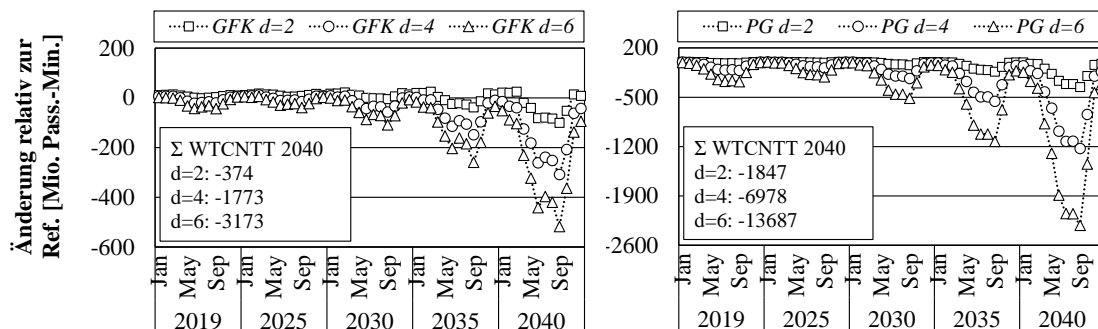 GFK d=2 GFK d=4 GFK d=6
PG d=2 PG d=4 PG d=6
Änderung relativ zur
Ref. [Mio. Pass.-Min.]
200
0
-200
-400
-600
Σ WTCNTT 2040
d=2: -374
d=4: -1773
d=6: -3173
Jan May Sep Jan May Sep Jan May Sep Jan May Sep Jan May Sep
2019 2025 2030 2035 2040
200
-500
-1200
-1900
-2600
Σ WTCNTT 2040
d=2: -1847
d=4: -6978
d=6: -13687
Jan May Sep Jan May Sep Jan May Sep Jan May Sep Jan May Sep
2019 2025 2030 2035 2040